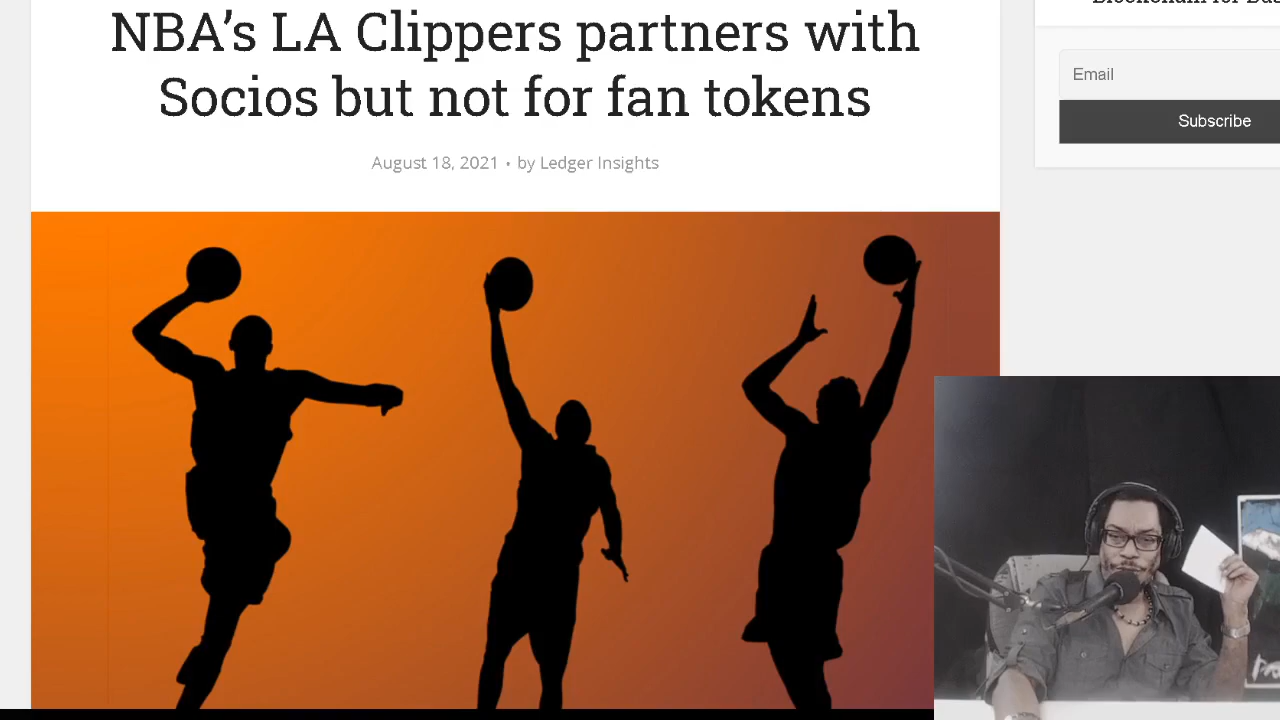 NBA’s LA Clippers partners with
Socios but not for fan tokens
August 18, 2021 • by Ledger Insights
Email
Subscribe